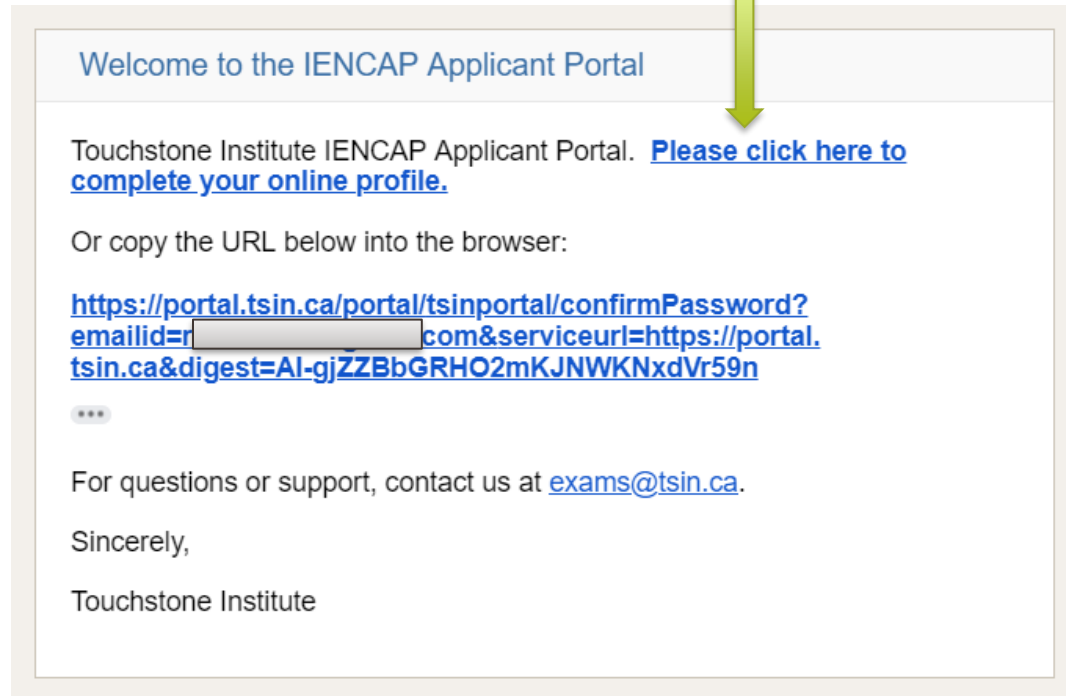 Welcome to the IENCAP Applicant Portal
Touchstone Institute IENCAP Applicant Portal. Please click here to
complete your online profile.
Or copy the URL below into the browser:
https://portal.tsin.ca/portal/tsinportal/confirmPassword?
emailid=r com&serviceurl=https://portal.
tsin.ca&digest=AI-gjZZBbGRHO2mKJNWKNxdVr59n
For questions or support, contact us at exams@tsin.ca.
Sincerely,
Touchstone Institute